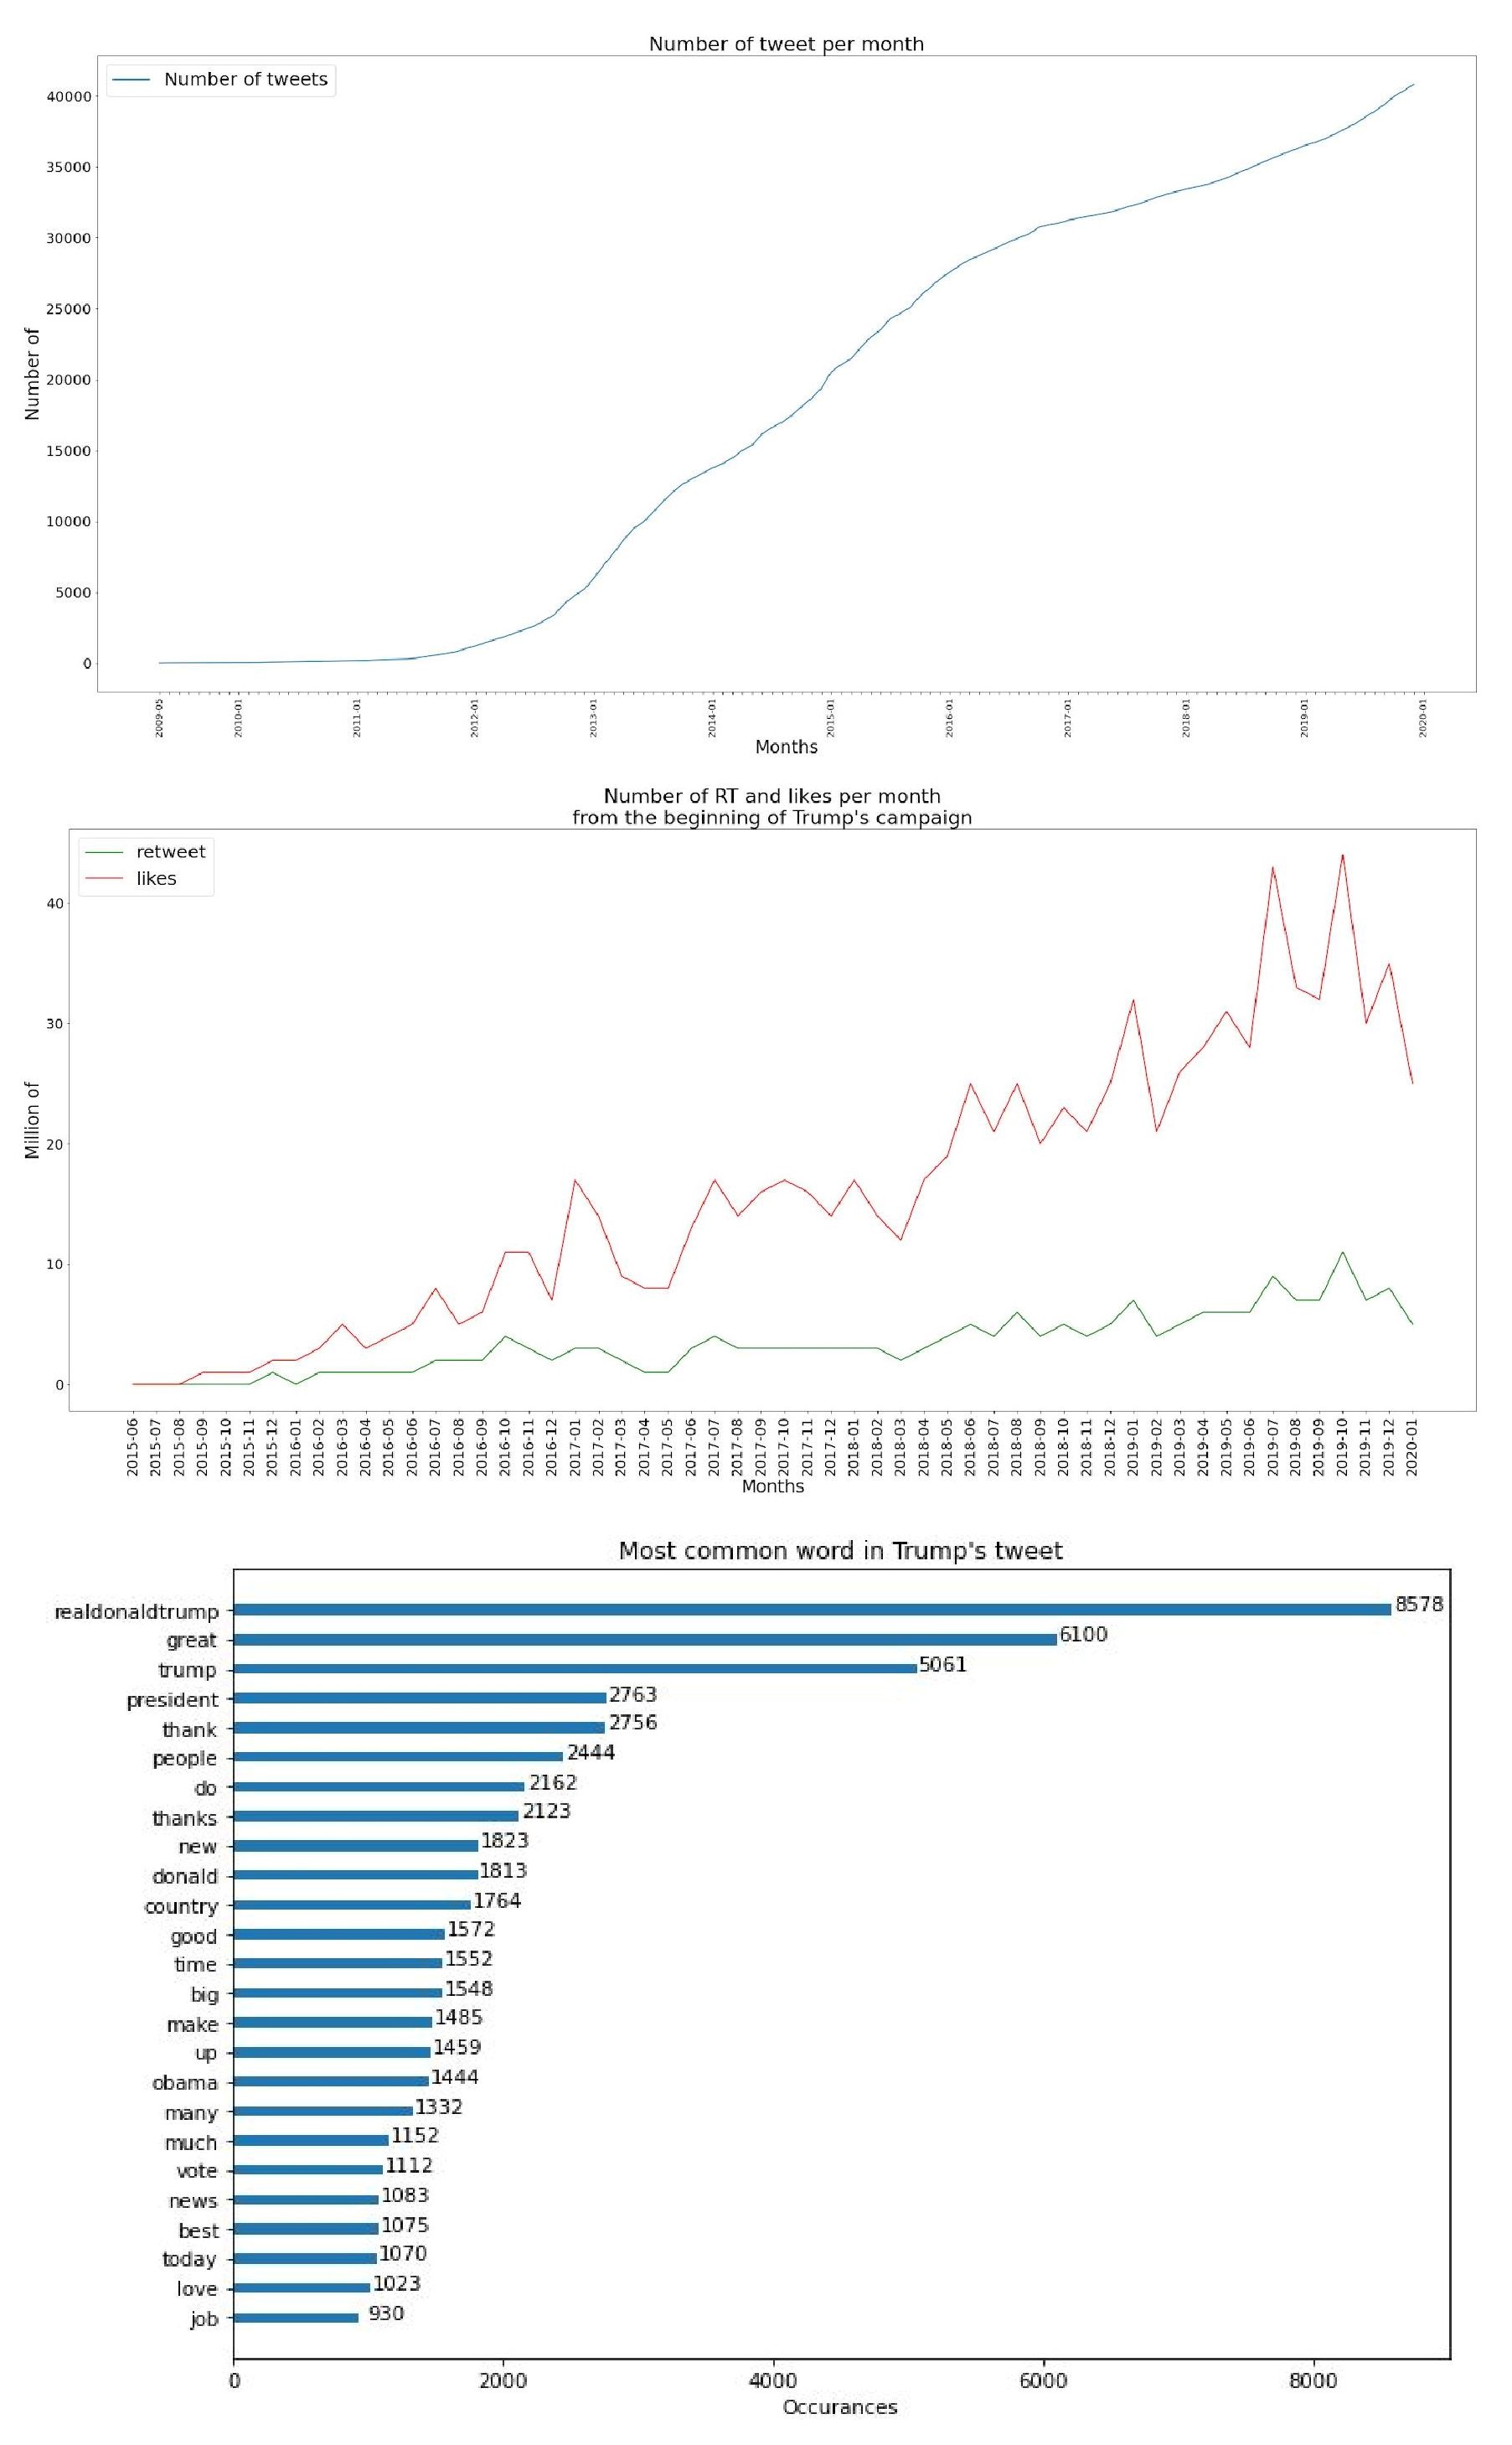 Number of tweet per month
Number of tweets
40000
35000
30000
25000
20000
15000
10000
5000
0
Number of
2009-05 2010-01 2011-01 2012-01 2013-01 2014-01 2015-01 2016-01 2017-01 2018-01 2019-01 2020-01
Months
Number of RT and likes per month
from the beginning of Trump's campaign
retweet
likes
40
30
20
10
0
Million of
2015-06 2015-07 2015-08 2015-09 2015-10 2015-11 2015-12 2016-01 2016-02 2016-03 2016-04 2016-05 2016-06 2016-07 2016-08 2016-09 2016-10 2016-11 2016-12 2017-01 2017-02 2017-03 2017-04 2017-05 2017-06 2017-07 2017-08 2017-09 2017-10 2017-11 2017-12 2018-01 2018-02 2018-03 2018-04 2018-05 2018-06 2018-07 2018-08 2018-09 2018-10 2018-11 2018-12 2019-01 2019-02 2019-03 2019-04 2019-05 2019-06 2019-07 2019-08 2019-09 2019-10 2019-11 2019-12 2020-01
Months
Most common word in Trump's tweet
realdonaldtrump 8578
great 6100
trump 5061
president 2763
thank 2756
people 2444
do 2162
thanks 2123
new 1823
donald 1813
country 1764
good 1572
time 1552
big 1548
make 1485
up 1459
obama 1444
many 1332
much 1152
vote 1112
news 1083
best 1075
today 1070
love 1023
job 930
0 2000 4000 6000 8000
Occurances